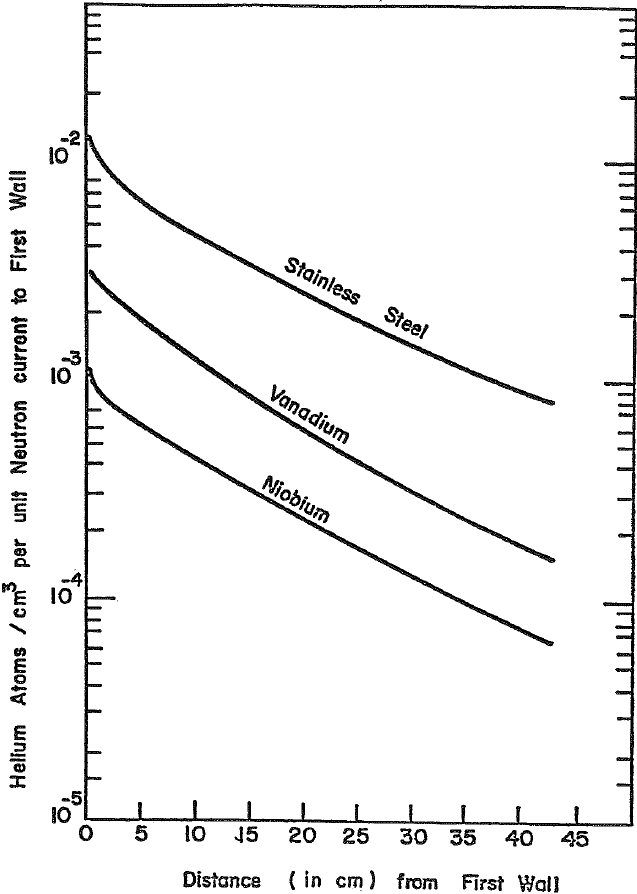 Helium Atoms / cm³ per unit Neutron current to First Wall
10⁻²
10⁻³
10⁻⁴
10⁻⁵
Stainless Steel
Vanadium
Niobium
0 5 10 15 20 25 30 35 40 45
Distance (in cm) from First Wall